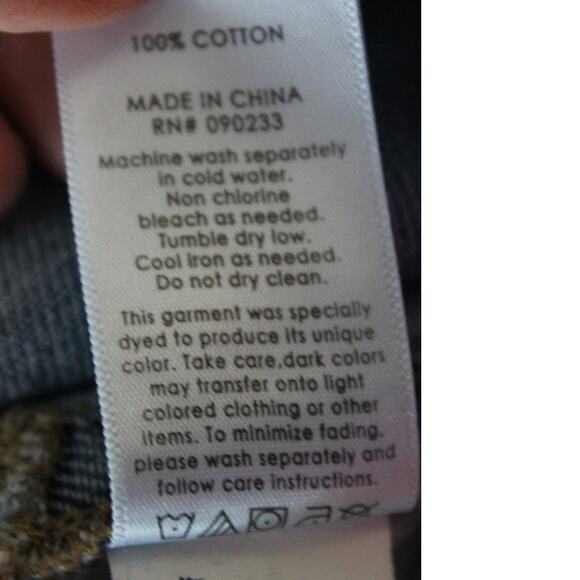 100% COTTON
MADE IN CHINA
RN# 090233
Machine wash separately
in cold water.
Non chlorine
bleach as needed.
Tumble dry low.
Cool iron as needed.
Do not dry clean.
This garment was specially
dyed to produce its unique
color. Take care,dark colors
may transfer onto light
colored clothing or other
items. To minimize fading,
please wash separately and
follow care instructions.